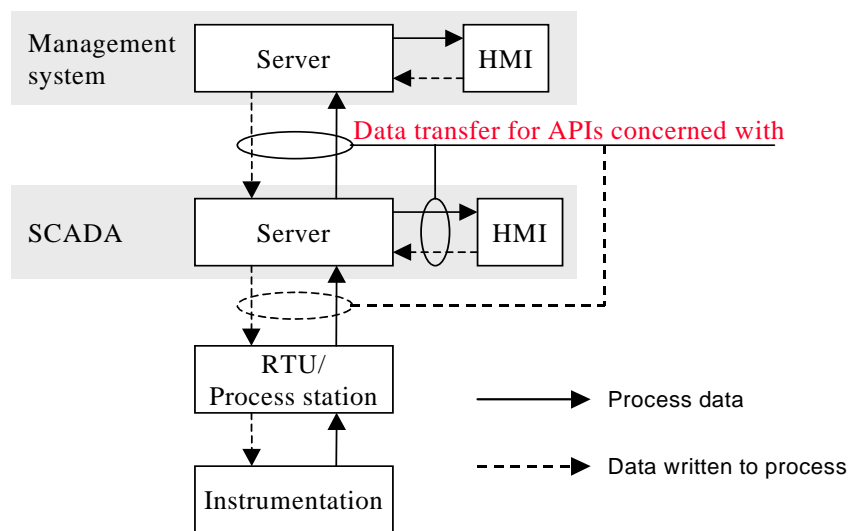 Management
system
Server
HMI
Data transfer for APIs concerned with
SCADA
Server
HMI
RTU/
Process station
Process data
Data written to process
Instrumentation